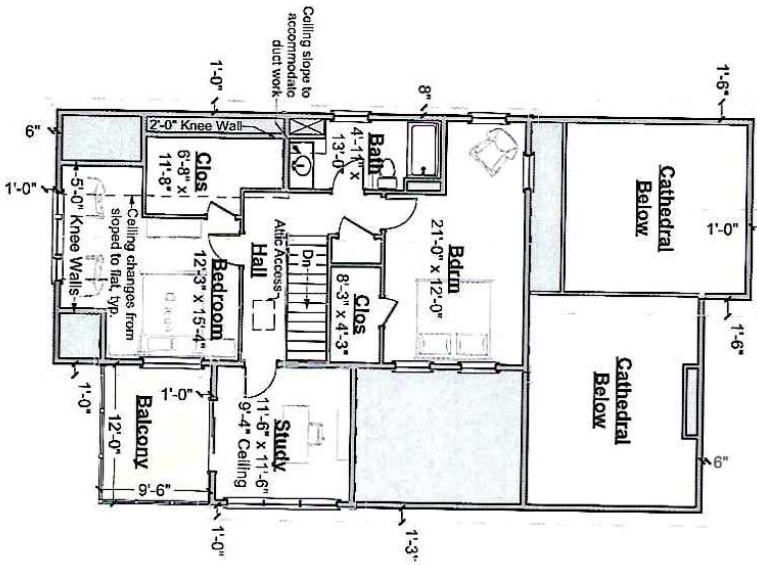 Ceiling slope to
accommodate
duct work
1'-0"
8"
1'-6"
6"
2'-0" Knee Wall
Clos
6'-8" x
11'-8"
Bath
4'-11" x
13'-0"
Cathedral
Below
1'-0"
1'-0"
5'-0" Knee Walls
Ceiling changes from
sloped to flat, typ.
Bedroom
12'-3" x 15'-4"
Hall
Attic Access
Dn
Clos
8'-3" x 4'-3"
Bdrm
21'-0" x 12'-0"
1'-6"
Cathedral
Below
1'-0"
12'-0"
Balcony
9'-6"
1'-0"
Study
11'-6" x 11'-6"
9'-4" Ceiling
6"
1'-0"
1'-3"